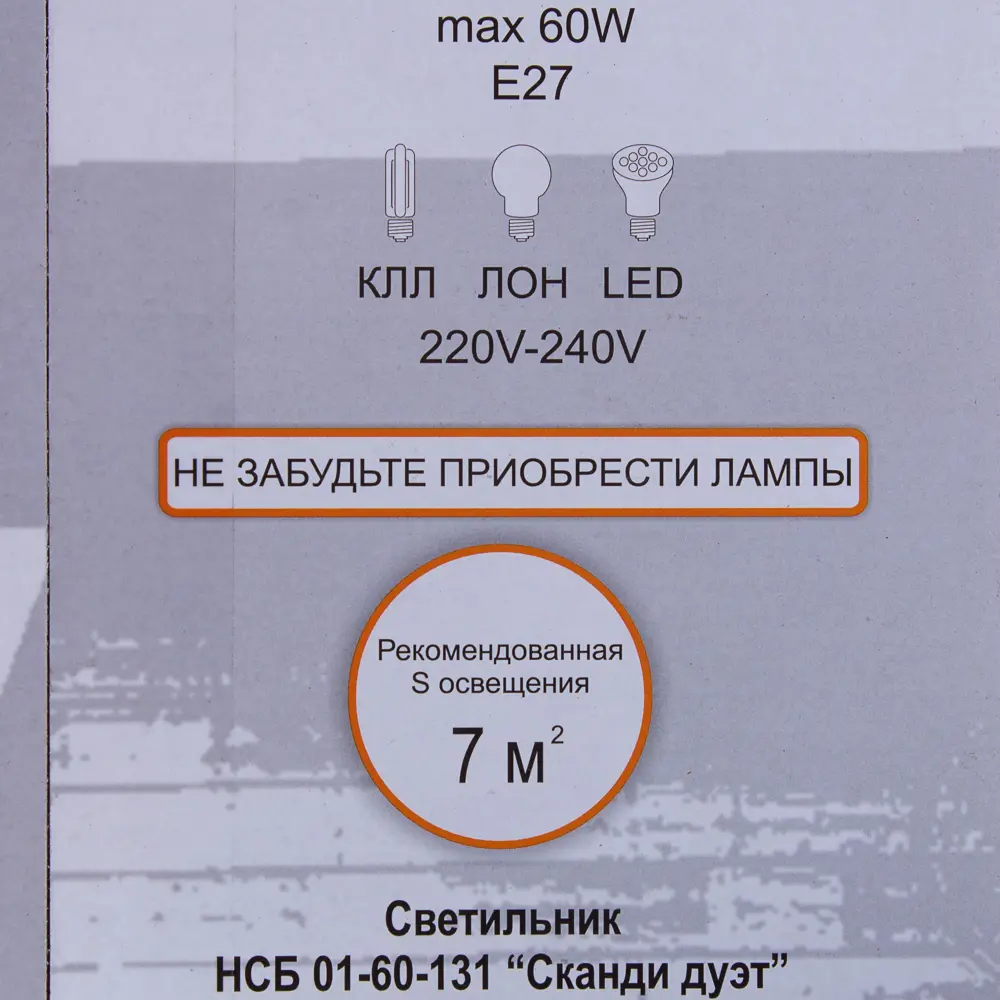 max 60W
E27
КЛЛ ЛОН LED
220V-240V
НЕ ЗАБУДЬТЕ ПРИОБРЕСТИ ЛАМПЫ
Рекомендованная
S освещения
7 м²
Светильник
НСБ 01-60-131 “Сканди дуэт”